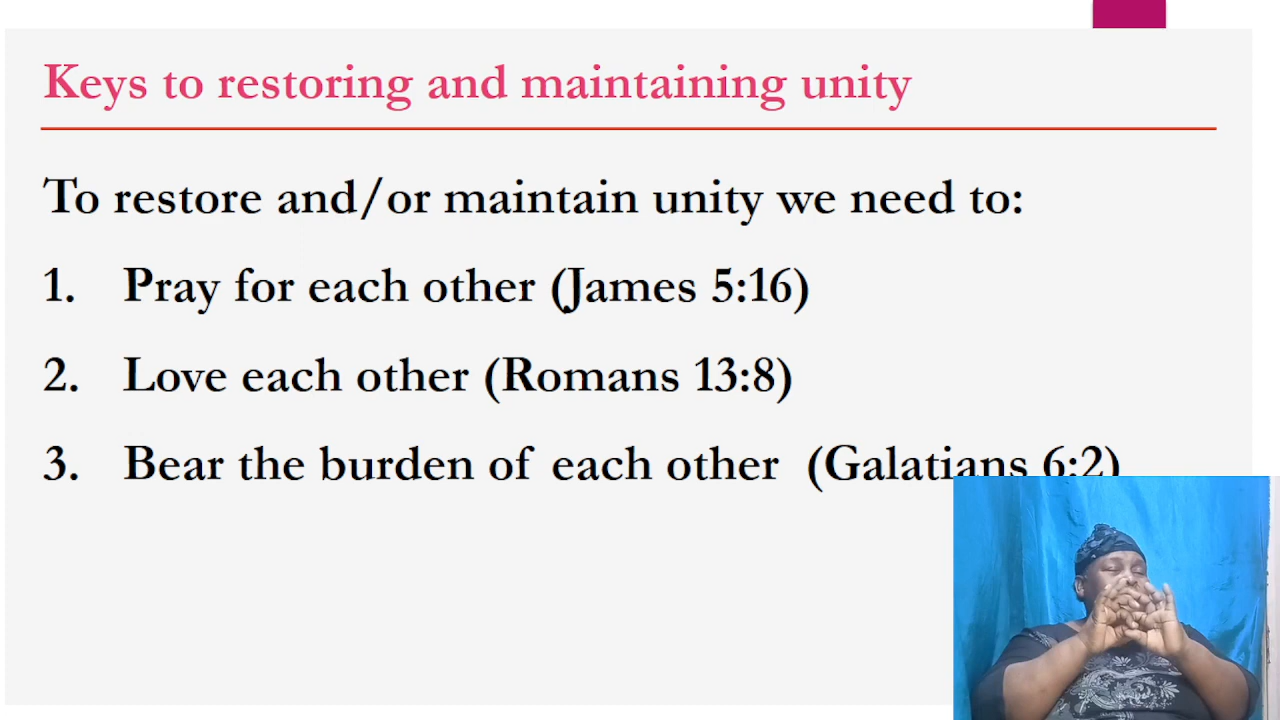 Keys to restoring and maintaining unity
To restore and/or maintain unity we need to:
1. Pray for each other (James 5:16)
2. Love each other (Romans 13:8)
3. Bear the burden of each other (Galatians 6:2)